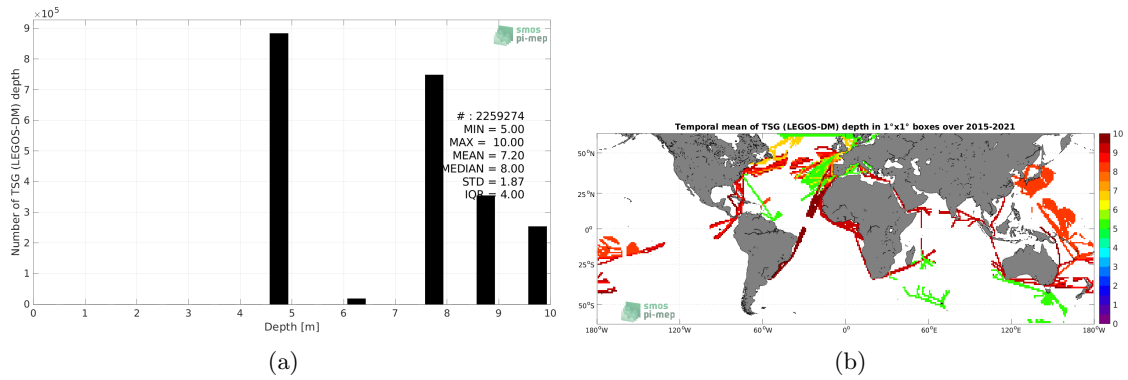 ×10⁵
smos
pi-mep
9
8
7
6
5
4
3
2
1
0
Number of TSG (LEGOS-DM) depth
# : 2259274
MIN = 5.00
MAX = 10.00
MEAN = 7.20
MEDIAN = 8.00
STD = 1.87
IQR = 4.00
0 1 2 3 4 5 6 7 8 9 10
Depth [m]
(a)
Temporal mean of TSG (LEGOS-DM) depth in 1°x1° boxes over 2015-2021
50°N
25°N
0°
25°S
50°S
smos
pi-mep
180°W 120°W 60°W 0° 60°E 120°E 180°W
10
9
8
7
6
5
4
3
2
1
0
(b)